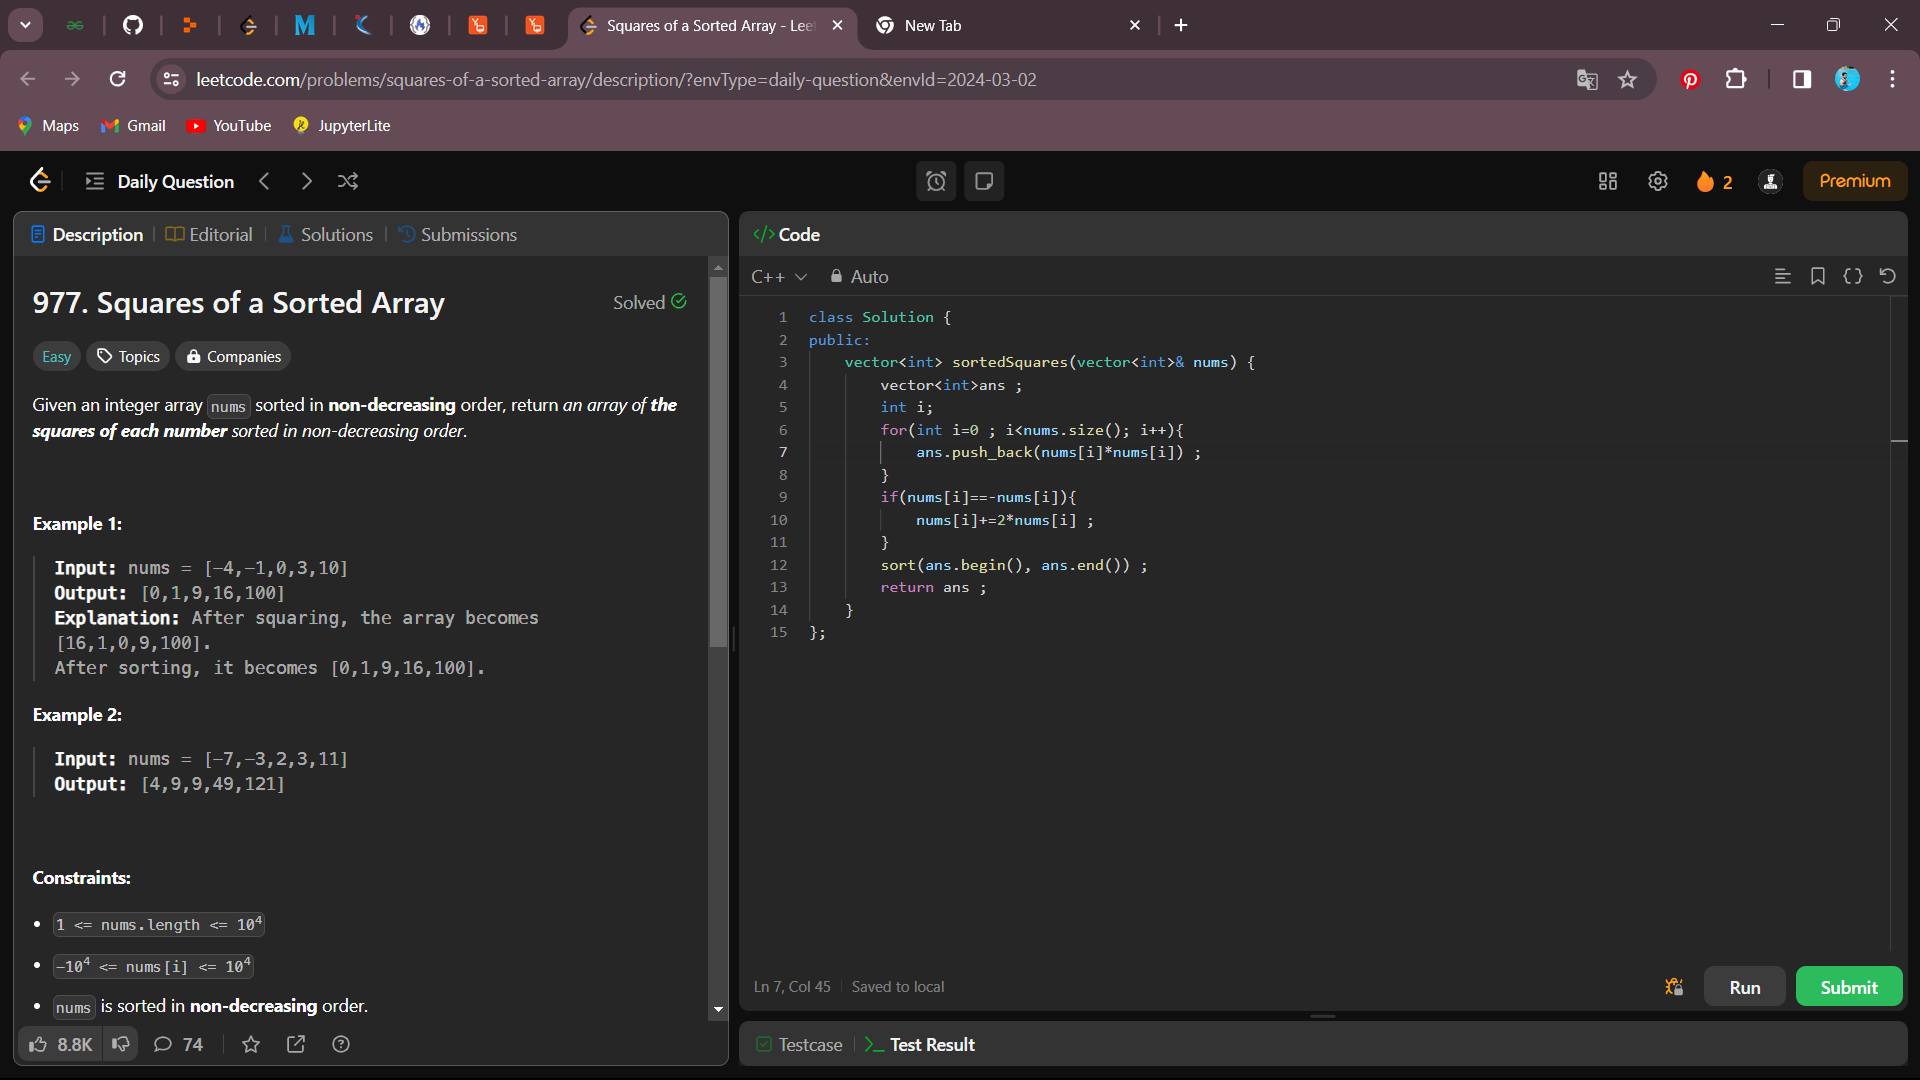 Squares of a Sorted Array - Lee
New Tab
leetcode.com/problems/squares-of-a-sorted-array/description/?envType=daily-question&envId=2024-03-02
Maps
Gmail
YouTube
JupyterLite
Daily Question
2
Premium
Description
Editorial
Solutions
Submissions
977. Squares of a Sorted Array
Solved
Easy
Topics
Companies
Given an integer array nums sorted in non-decreasing order, return an array of the
squares of each number sorted in non-decreasing order.
Example 1:
Input: nums = [-4,-1,0,3,10]
Output: [0,1,9,16,100]
Explanation: After squaring, the array becomes
[16,1,0,9,100].
After sorting, it becomes [0,1,9,16,100].
Example 2:
Input: nums = [-7,-3,2,3,11]
Output: [4,9,9,49,121]
Constraints:
• 1 <= nums.length <= 10⁴
• -10⁴ <= nums[i] <= 10⁴
• nums is sorted in non-decreasing order.
8.8K
74
</> Code
C++
Auto
1 class Solution {
2 public:
3     vector<int> sortedSquares(vector<int>& nums) {
4         vector<int>ans ;
5         int i;
6         for(int i=0 ; i<nums.size(); i++){
7             ans.push_back(nums[i]*nums[i]) ;
8         }
9         if(nums[i]==-nums[i]){
10             nums[i]+=2*nums[i] ;
11         }
12         sort(ans.begin(), ans.end()) ;
13         return ans ;
14     }
15 };
Ln 7, Col 45
Saved to local
Run
Submit
Testcase
>_ Test Result